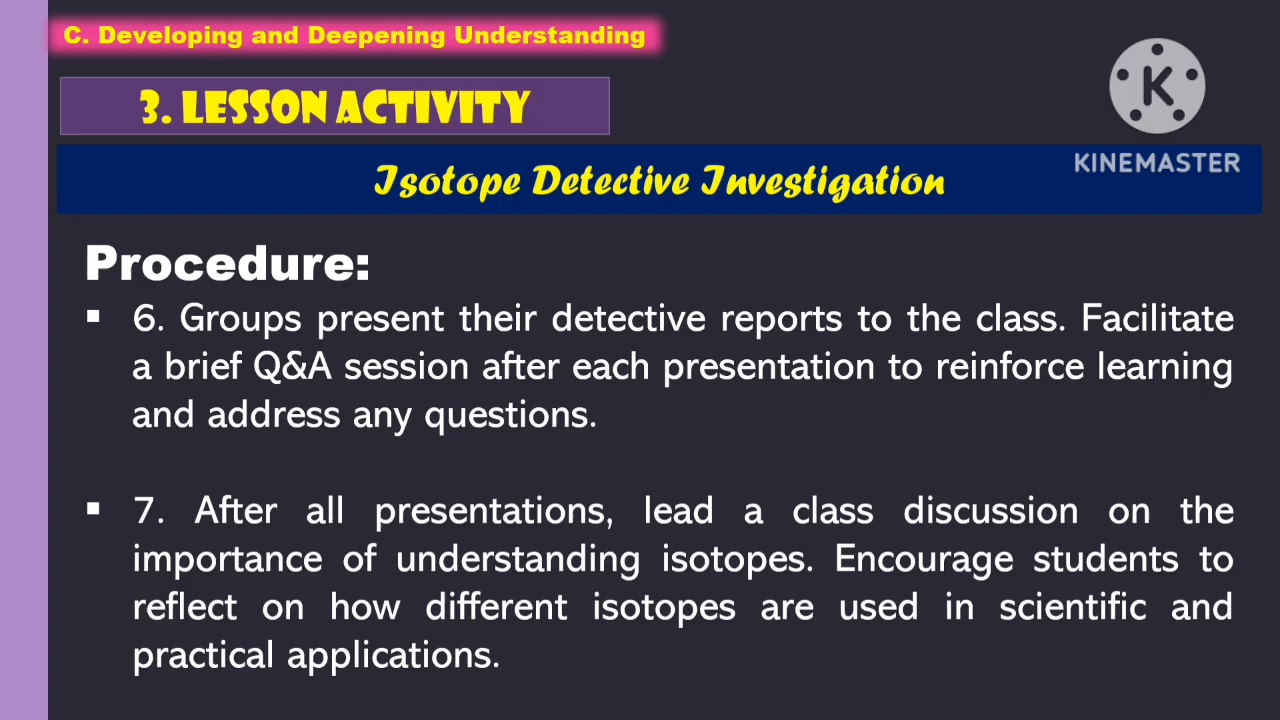 C. Developing and Deepening Understanding
3. LESSON ACTIVITY
K
KINEMASTER
Isotope Detective Investigation
Procedure:
▪ 6. Groups present their detective reports to the class. Facilitate
a brief Q&A session after each presentation to reinforce learning
and address any questions.
▪ 7. After all presentations, lead a class discussion on the
importance of understanding isotopes. Encourage students to
reflect on how different isotopes are used in scientific and
practical applications.